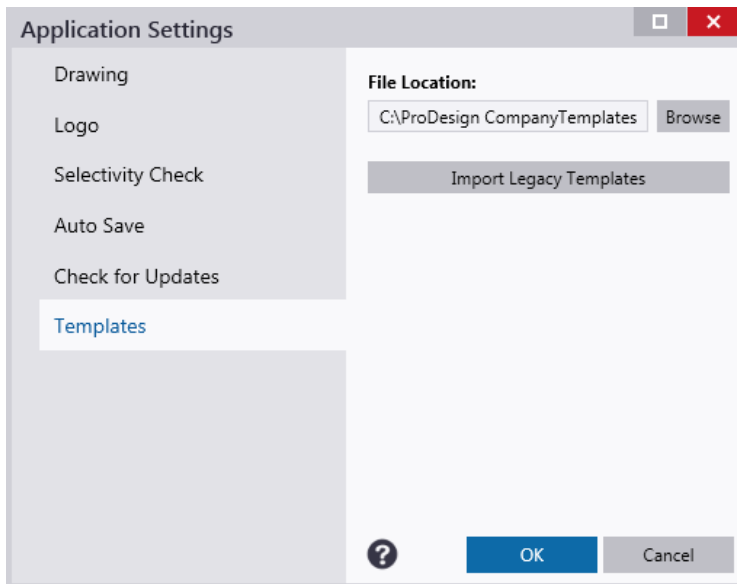 Application Settings
Drawing
Logo
Selectivity Check
Auto Save
Check for Updates
Templates
File Location:
C:\ProDesign CompanyTemplates
Browse
Import Legacy Templates
?
OK
Cancel